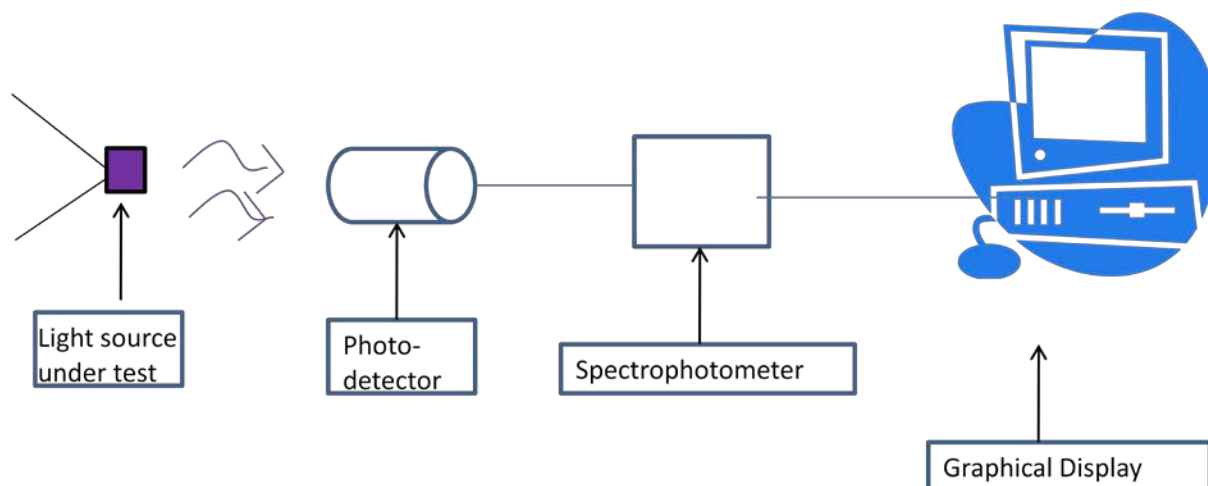 Light source
under test
Photo-
detector
Spectrophotometer
Graphical Display